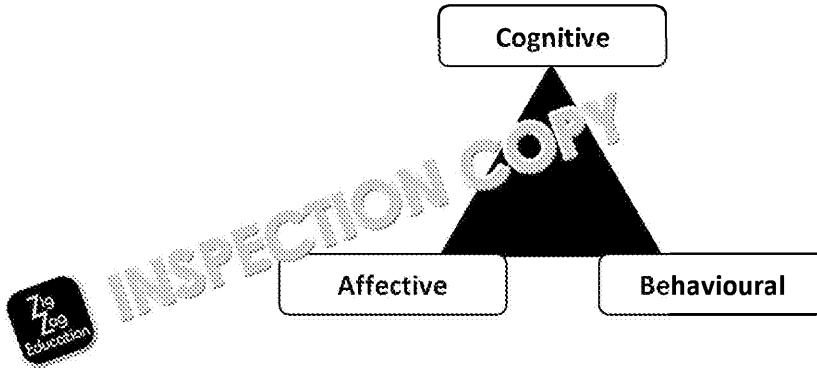 Cognitive
INSPECTION COPY
Affective
Behavioural
Zig
Zag
Education